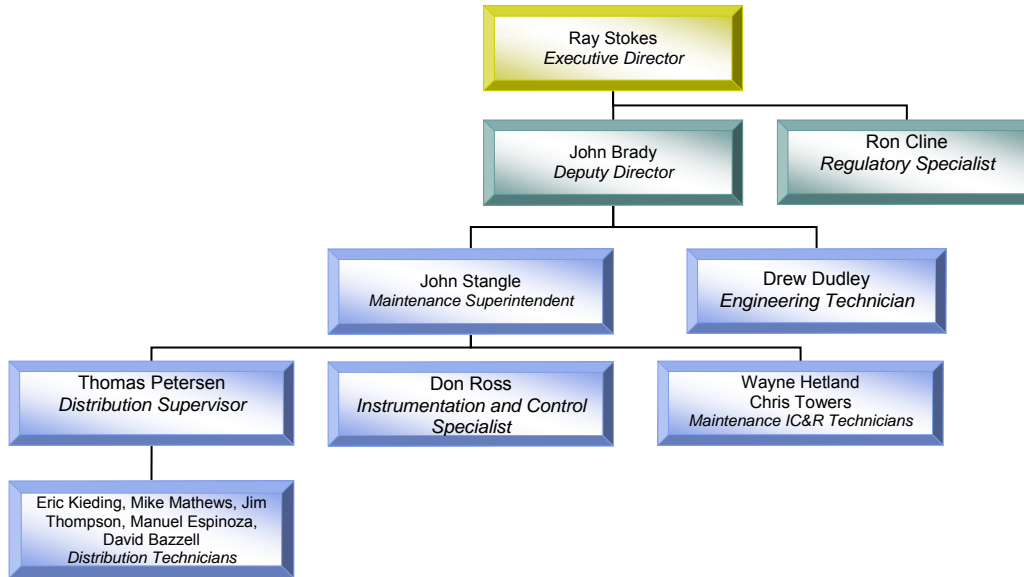 Ray Stokes
Executive Director
John Brady
Deputy Director
Ron Cline
Regulatory Specialist
John Stangle
Maintenance Superintendent
Drew Dudley
Engineering Technician
Thomas Petersen
Distribution Supervisor
Don Ross
Instrumentation and Control
Specialist
Wayne Hetland
Chris Towers
Maintenance IC&R Technicians
Eric Kieding, Mike Mathews, Jim
Thompson, Manuel Espinoza,
David Bazzell
Distribution Technicians